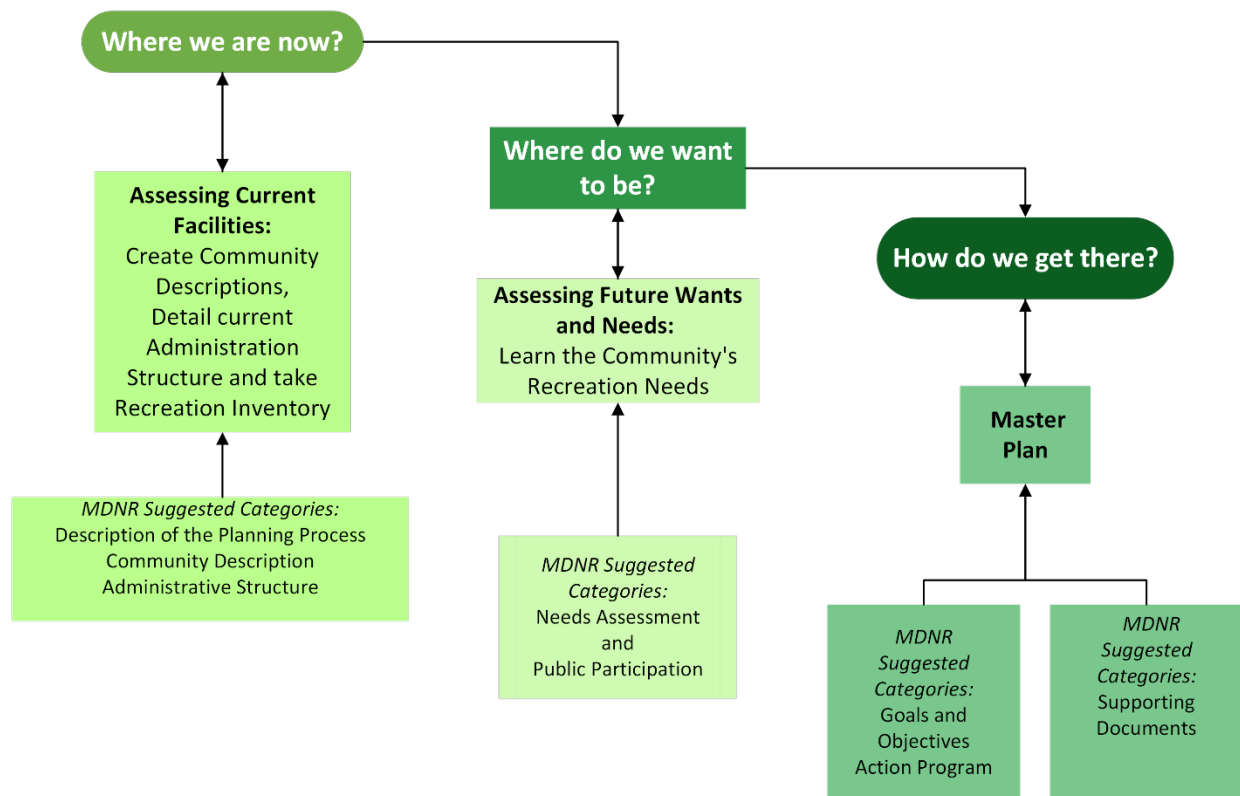 Where we are now?
Where do we want
to be?
How do we get there?
Assessing Current
Facilities:
Create Community
Descriptions,
Detail current
Administration
Structure and take
Recreation Inventory
Assessing Future Wants
and Needs:
Learn the Community's
Recreation Needs
Master
Plan
MDNR Suggested Categories:
Description of the Planning Process
Community Description
Administrative Structure
MDNR Suggested
Categories:
Needs Assessment
and
Public Participation
MDNR
Suggested
Categories:
Goals and
Objectives
Action Program
MDNR
Suggested
Categories:
Supporting
Documents